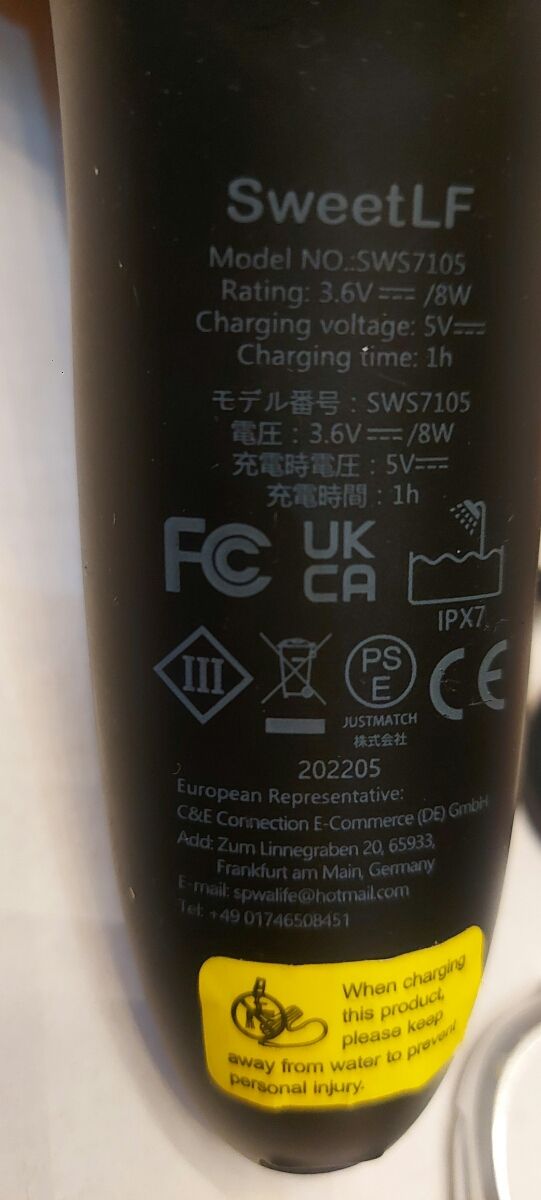 SweetLF
Model NO.:SWS7105
Rating: 3.6V⎓/8W
Charging voltage: 5V⎓
Charging time: 1h
モデル番号：SWS7105
電圧：3.6V⎓/8W
充電時電圧：5V⎓
充電時間：1h
FC
UK
CA
IPX7
III
PS
E
CE
JUSTMATCH
株式会社
202205
European Representative:
C&E Connection E-Commerce (DE) GmbH
Add: Zum Linnegraben 20, 65933,
Frankfurt am Main, Germany
E-mail: spwalife@hotmail.com
Tel: +49 01746508451
When charging
this product,
please keep
away from water to prevent
personal injury.